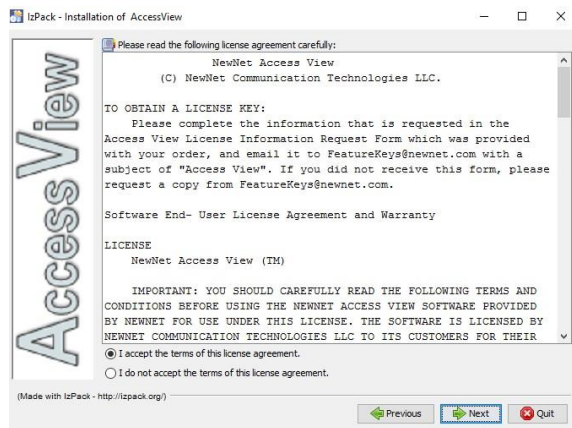 IzPack - Installation of AccessView
Access View
Please read the following license agreement carefully:
NewNet Access View
(C) NewNet Communication Technologies LLC.
TO OBTAIN A LICENSE KEY:
Please complete the information that is requested in the
Access View License Information Request Form which was provided
with your order, and email it to FeatureKeys@newnet.com with a
subject of "Access View". If you did not receive this form, please
request a copy from FeatureKeys@newnet.com.
Software End- User License Agreement and Warranty
LICENSE
NewNet Access View (TM)
IMPORTANT: YOU SHOULD CAREFULLY READ THE FOLLOWING TERMS AND
CONDITIONS BEFORE USING THE NEWNET ACCESS VIEW SOFTWARE PROVIDED
BY NEWNET FOR USE UNDER THIS LICENSE. THE SOFTWARE IS LICENSED BY
NEWNET COMMUNICATION TECHNOLOGIES LLC TO ITS CUSTOMERS FOR THEIR
I accept the terms of this license agreement.
I do not accept the terms of this license agreement.
(Made with IzPack - http://izpack.org/)
Previous
Next
Quit